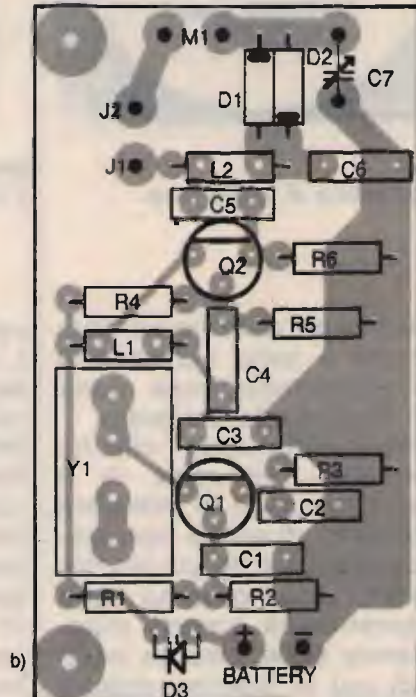 M1
D2
C7
D1
J2
J1
L2
C6
C5
Q2
R6
R4
R5
L1
C4
C3
Y1
R3
Q1
C2
C1
R1
R2
b)
+ −
BATTERY
D3